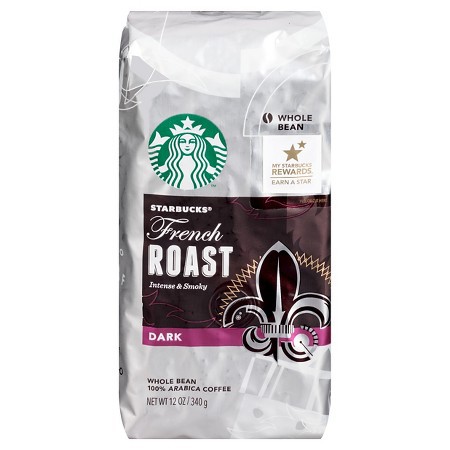 WHOLE
BEAN
MY STARBUCKS
REWARDS
EARN A STAR
STARBUCKS®
French
ROAST
Intense & Smoky
DARK
WHOLE BEAN
100% ARABICA COFFEE
NET WT 12 OZ/340g